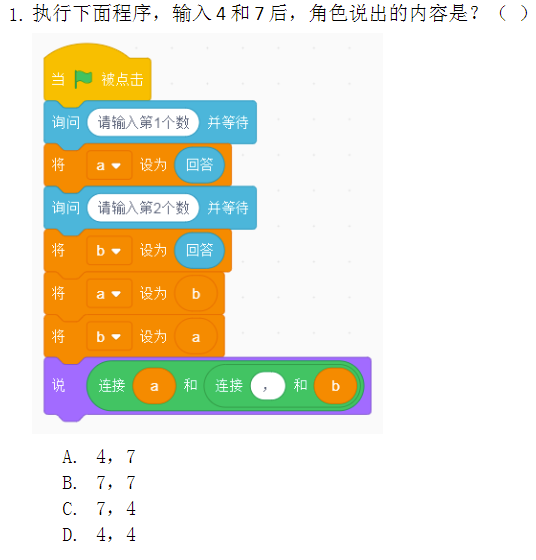 1. 执行下面程序，输入 4 和 7 后，角色说出的内容是？（ ）
当 被点击
询问 请输入第1个数 并等待
将 a 设为 回答
询问 请输入第2个数 并等待
将 b 设为 回答
将 a 设为 b
将 b 设为 a
说 连接 a 和 连接 ， 和 b
A. 4，7
B. 7，7
C. 7，4
D. 4，4